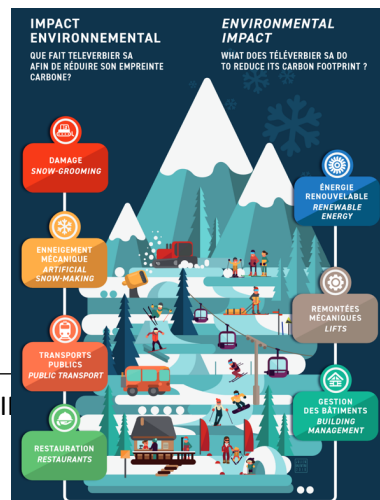 IMPACT
ENVIRONNEMENTAL
QUE FAIT TELEVERBIER SA
AFIN DE RÉDUIRE SON EMPREINTE
CARBONE?
ENVIRONMENTAL
IMPACT
WHAT DOES TÉLÉVERBIER SA DO
TO REDUCE ITS CARBON FOOTPRINT ?
DAMAGE
SNOW-GROOMING
ÉNERGIE
RENOUVELABLE
RENEWABLE
ENERGY
ENNEIGEMENT
MÉCANIQUE
ARTIFICIAL
SNOW-MAKING
REMONTÉES
MÉCANIQUES
LIFTS
TRANSPORTS
PUBLICS
PUBLIC TRANSPORT
GESTION
DES BÂTIMENTS
BUILDING
MANAGEMENT
RESTAURATION
RESTAURANTS